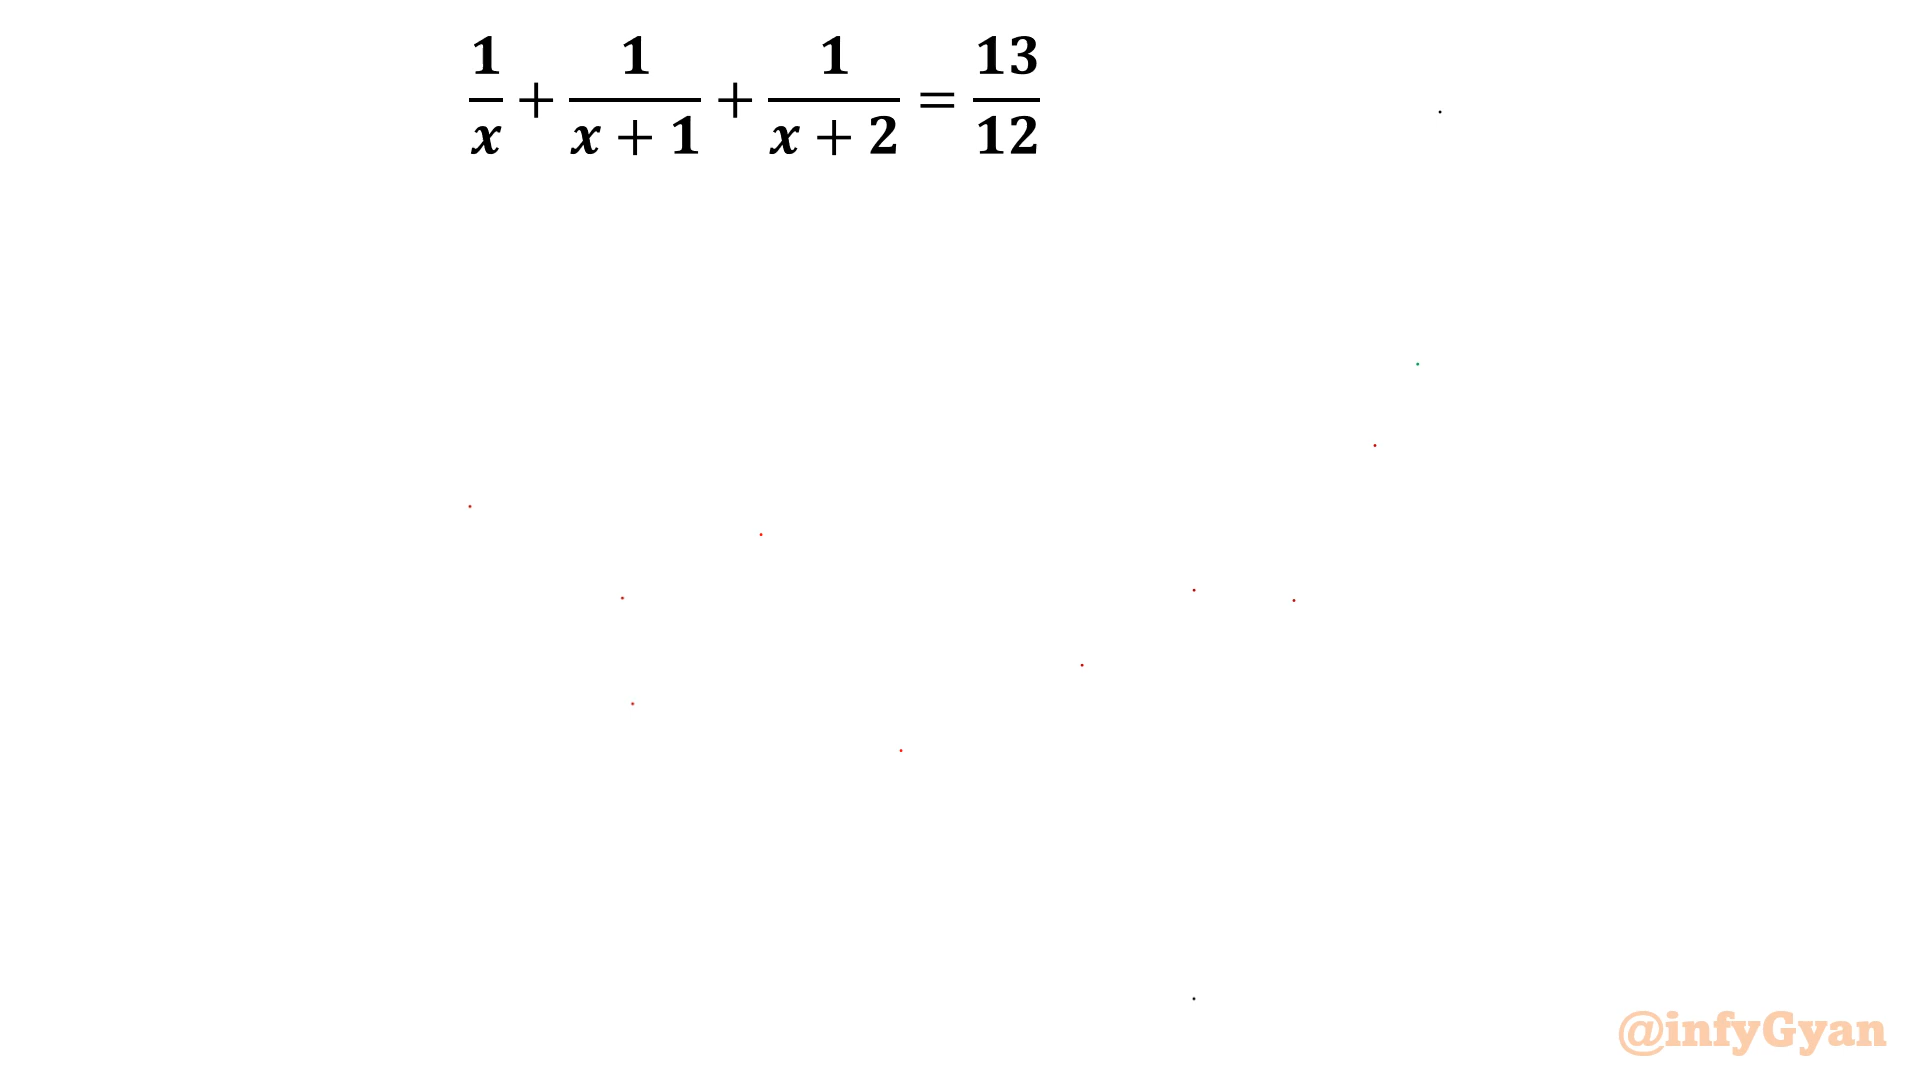 1/x + 1/(x + 1) + 1/(x + 2) = 13/12
@infyGyan